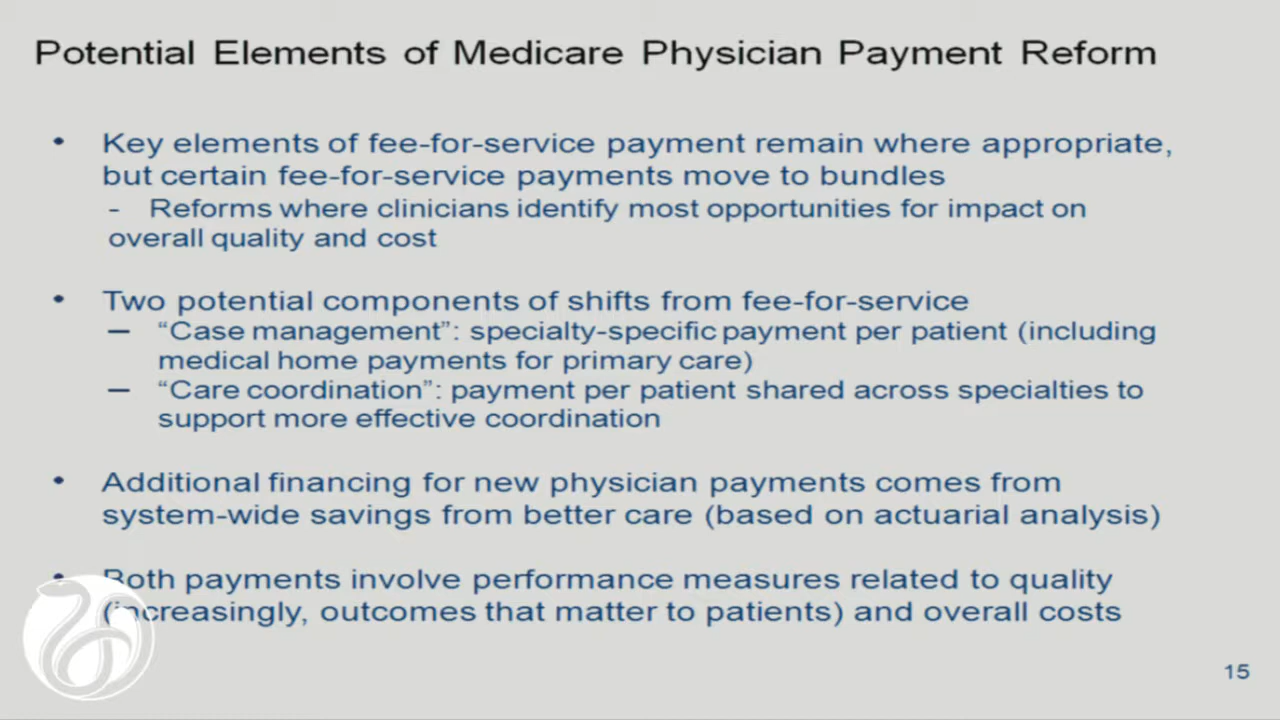 Potential Elements of Medicare Physician Payment Reform
• Key elements of fee-for-service payment remain where appropriate,
but certain fee-for-service payments move to bundles
- Reforms where clinicians identify most opportunities for impact on
overall quality and cost
• Two potential components of shifts from fee-for-service
– “Case management”: specialty-specific payment per patient (including
medical home payments for primary care)
– “Care coordination”: payment per patient shared across specialties to
support more effective coordination
• Additional financing for new physician payments comes from
system-wide savings from better care (based on actuarial analysis)
• Both payments involve performance measures related to quality
(increasingly, outcomes that matter to patients) and overall costs
15